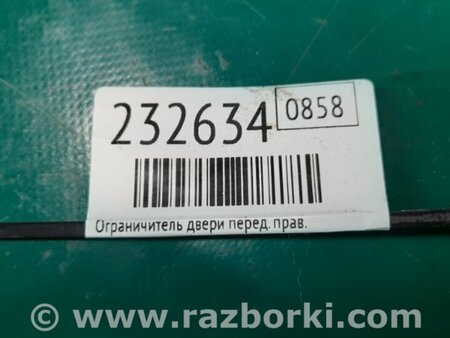 232634 0858
Ограничитель двери перед. прав.
© www.razborki.com